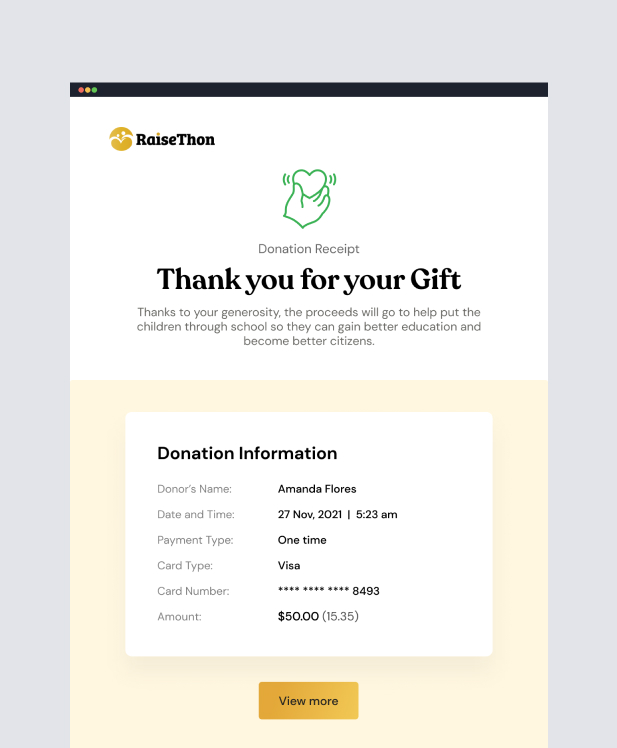 RaiseThon
Donation Receipt
Thank you for your Gift
Thanks to your generosity, the proceeds will go to help put the
children through school so they can gain better education and
become better citizens.
Donation Information
Donor’s Name: Amanda Flores
Date and Time: 27 Nov, 2021 | 5:23 am
Payment Type: One time
Card Type: Visa
Card Number: **** **** **** 8493
Amount: $50.00 (15.35)
View more